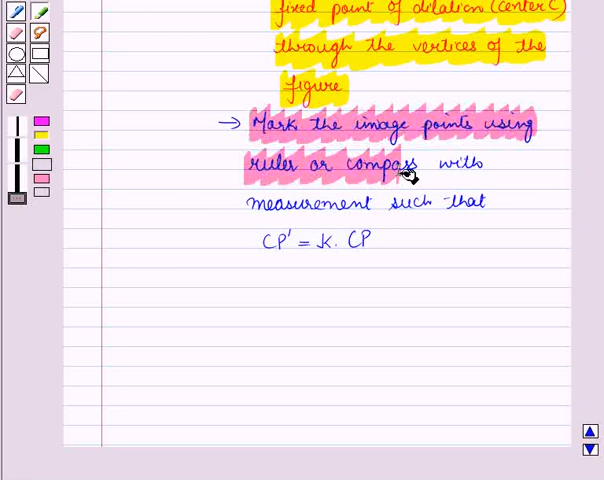 fixed point of dilation (center C)
through the vertices of the
figure
→ Mark the image points using
ruler or compass with
measurement such that
CP' = K. CP